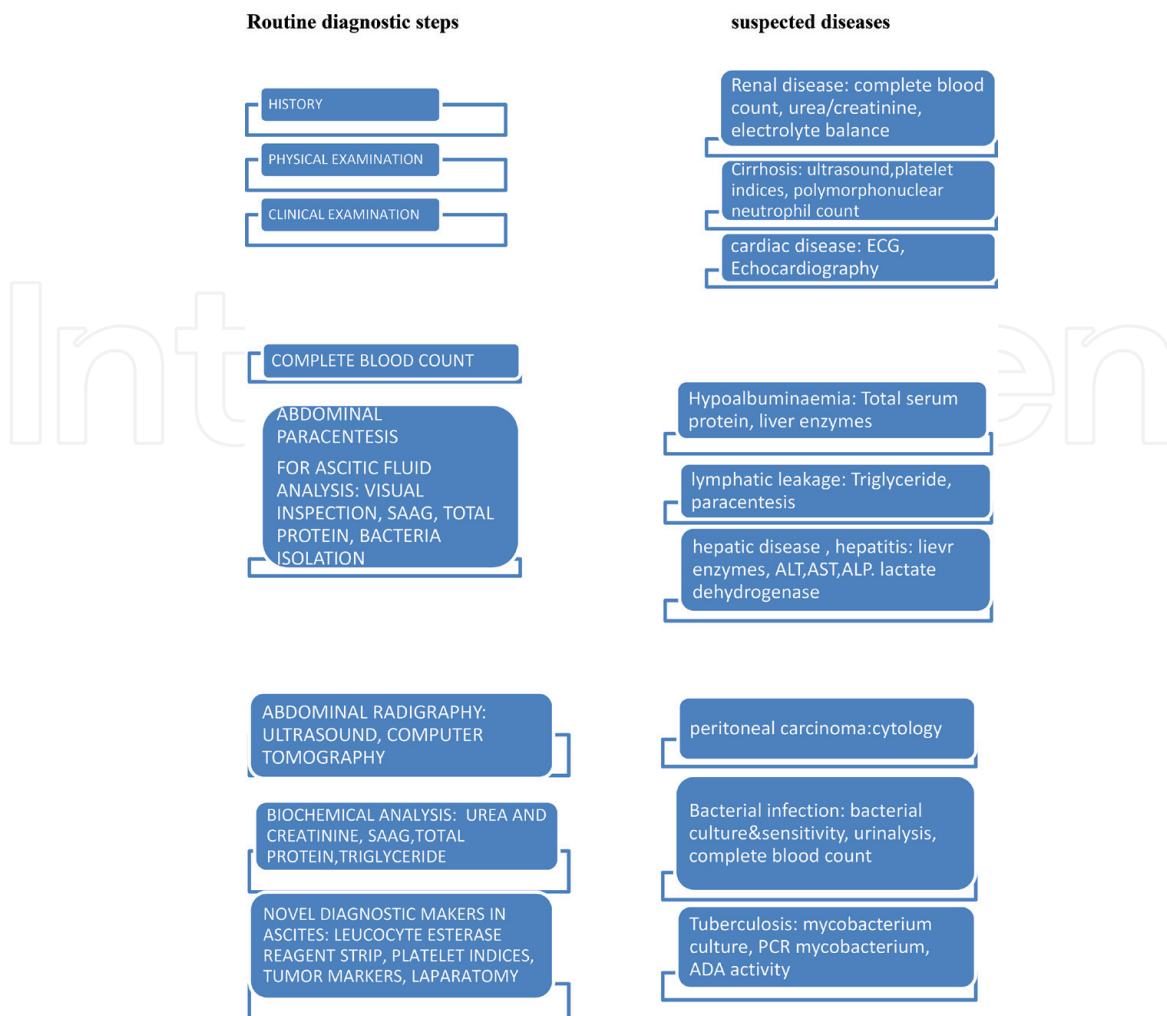 Routine diagnostic steps
HISTORY
PHYSICAL EXAMINATION
CLINICAL EXAMINATION
COMPLETE BLOOD COUNT
ABDOMINAL
PARACENTESIS
FOR ASCITIC FLUID
ANALYSIS: VISUAL
INSPECTION, SAAG, TOTAL
PROTEIN, BACTERIA
ISOLATION
ABDOMINAL RADIGRAPHY:
ULTRASOUND, COMPUTER
TOMOGRAPHY
BIOCHEMICAL ANALYSIS: UREA AND
CREATININE, SAAG,TOTAL
PROTEIN,TRIGLYCERIDE
NOVEL DIAGNOSTIC MAKERS IN
ASCITES: LEUCOCYTE ESTERASE
REAGENT STRIP, PLATELET INDICES,
TUMOR MARKERS, LAPARATOMY
suspected diseases
Renal disease: complete blood
count, urea/creatinine,
electrolyte balance
Cirrhosis: ultrasound,platelet
indices, polymorphonuclear
neutrophil count
cardiac disease: ECG,
Echocardiography
Hypoalbuminaemia: Total serum
protein, liver enzymes
lymphatic leakage: Triglyceride,
paracentesis
hepatic disease , hepatitis: lievr
enzymes, ALT,AST,ALP. lactate
dehydrogenase
peritoneal carcinoma:cytology
Bacterial infection: bacterial
culture&sensitivity, urinalysis,
complete blood count
Tuberculosis: mycobacterium
culture, PCR mycobacterium,
ADA activity
Int
en